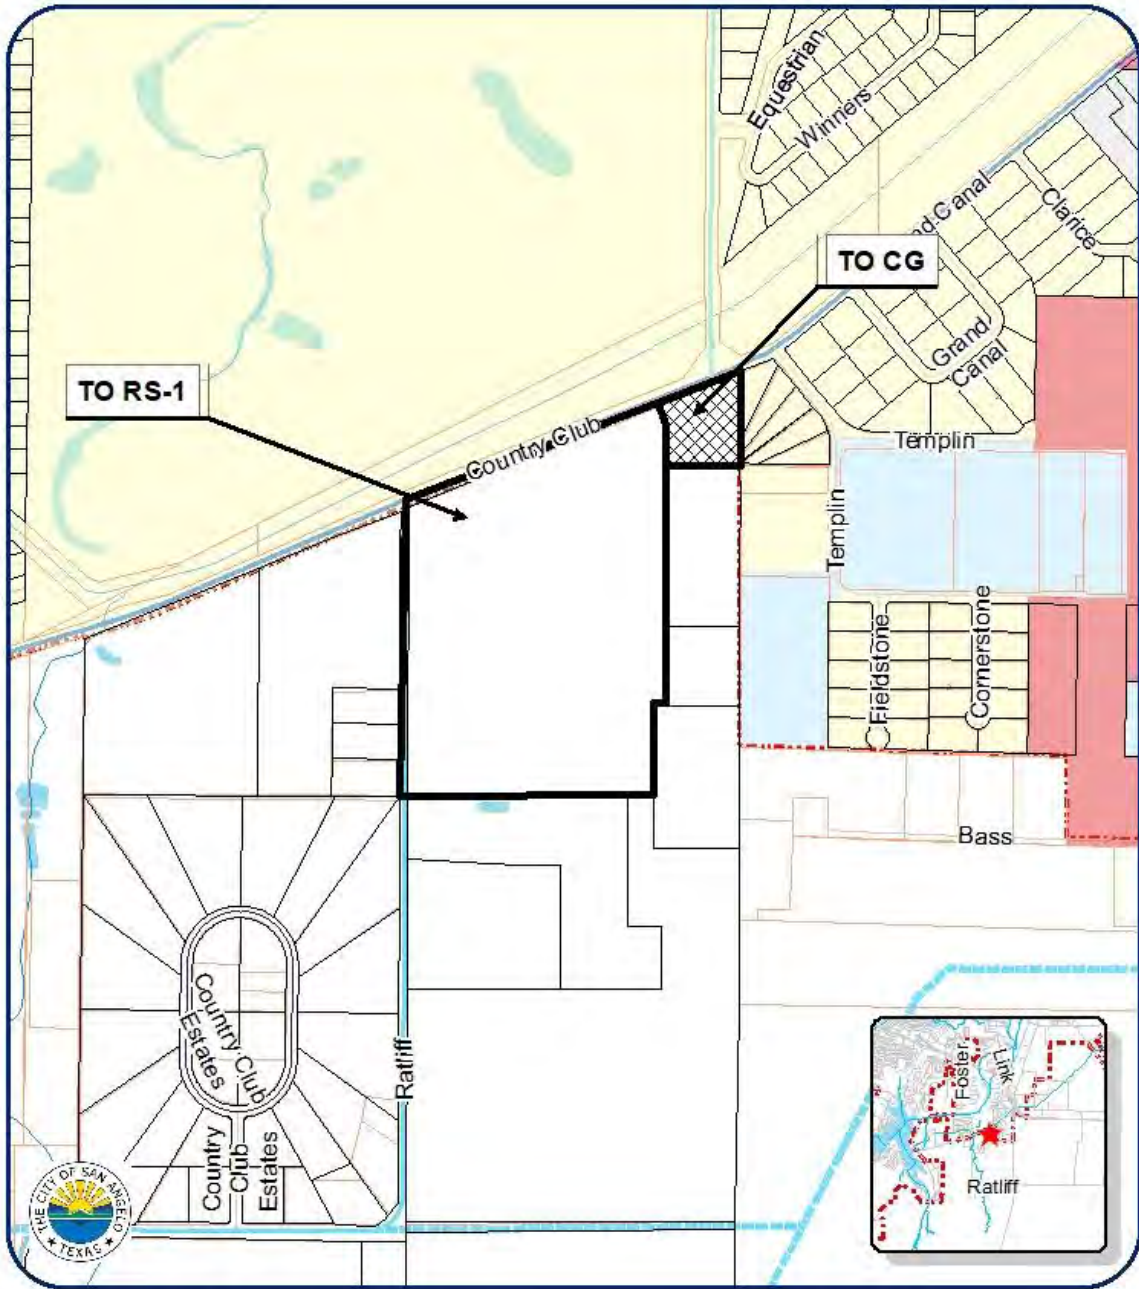 Equestrian
Winners
nd Canal
Clarice
TO CG
Grand
Canal
TO RS-1
Country Club
Templin
Templin
Fieldstone
Cornerstone
Bass
Country Club
Estates
Ratliff
Country
Club
Estates
Foster
Link
Ratliff
THE CITY OF SAN ANGELO
★ TEXAS ★